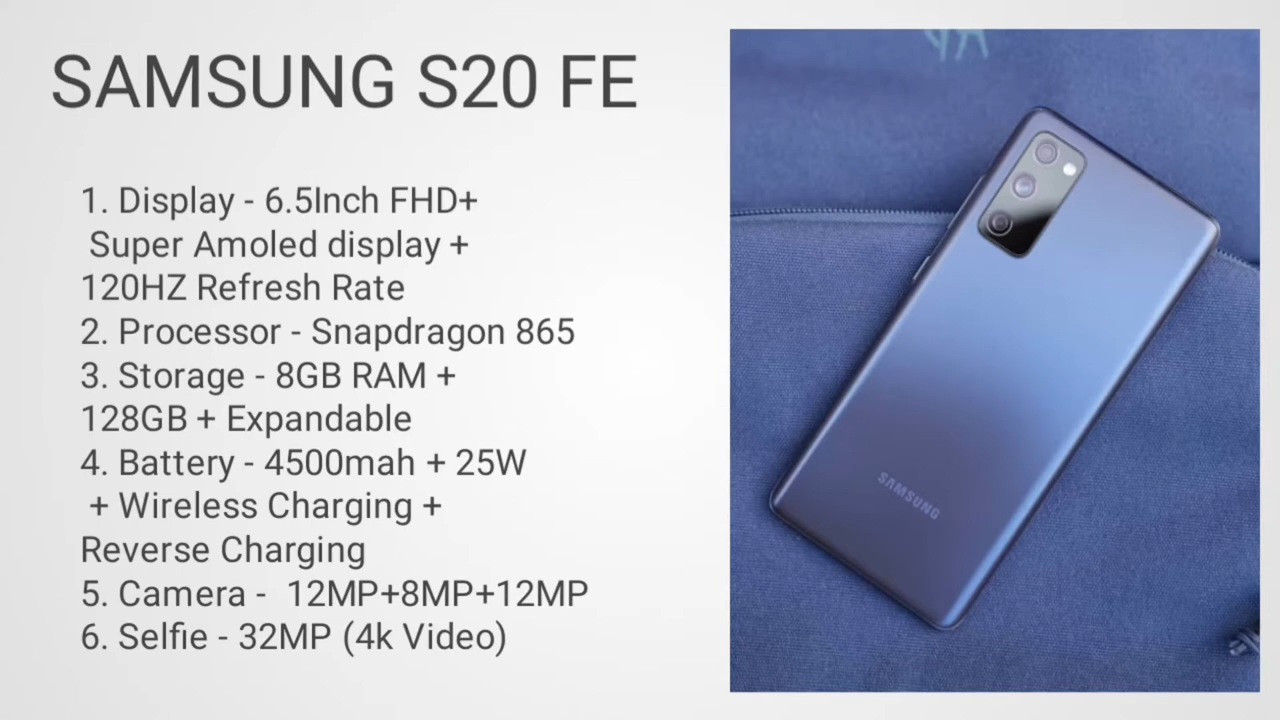 SAMSUNG S20 FE
1. Display - 6.5Inch FHD+
Super Amoled display +
120HZ Refresh Rate
2. Processor - Snapdragon 865
3. Storage - 8GB RAM +
128GB + Expandable
4. Battery - 4500mah + 25W
+ Wireless Charging +
Reverse Charging
5. Camera -  12MP+8MP+12MP
6. Selfie - 32MP (4k Video)
SAMSUNG